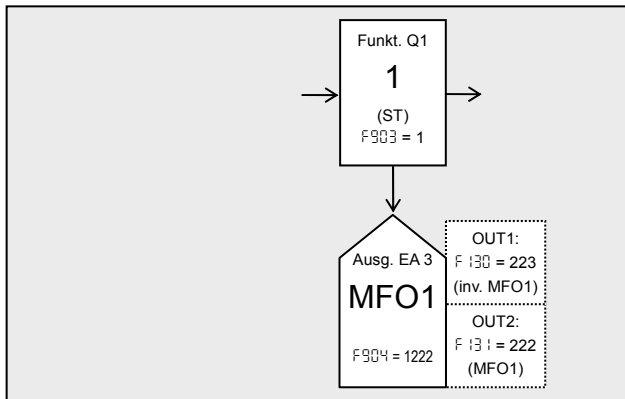 Funkt. Q1
1
(ST)
F903 = 1
Ausg. EA 3
MFO1
F904 = 1222
OUT1:
F130 = 223
(inv. MFO1)
OUT2:
F131 = 222
(MFO1)